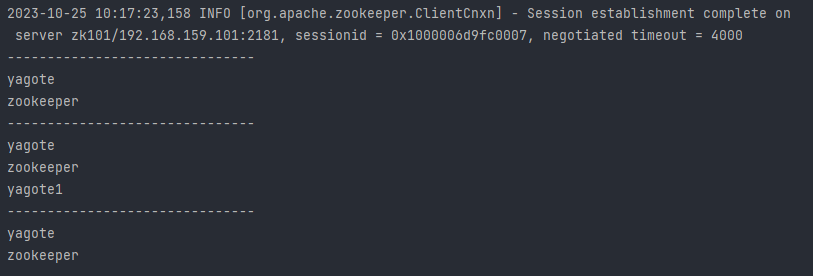 2023-10-25 10:17:23,158 INFO [org.apache.zookeeper.ClientCnxn] - Session establishment complete on
server zk101/192.168.159.101:2181, sessionid = 0x1000006d9fc0007, negotiated timeout = 4000
-------------------------------
yagote
zookeeper
-------------------------------
yagote
zookeeper
yagote1
-------------------------------
yagote
zookeeper